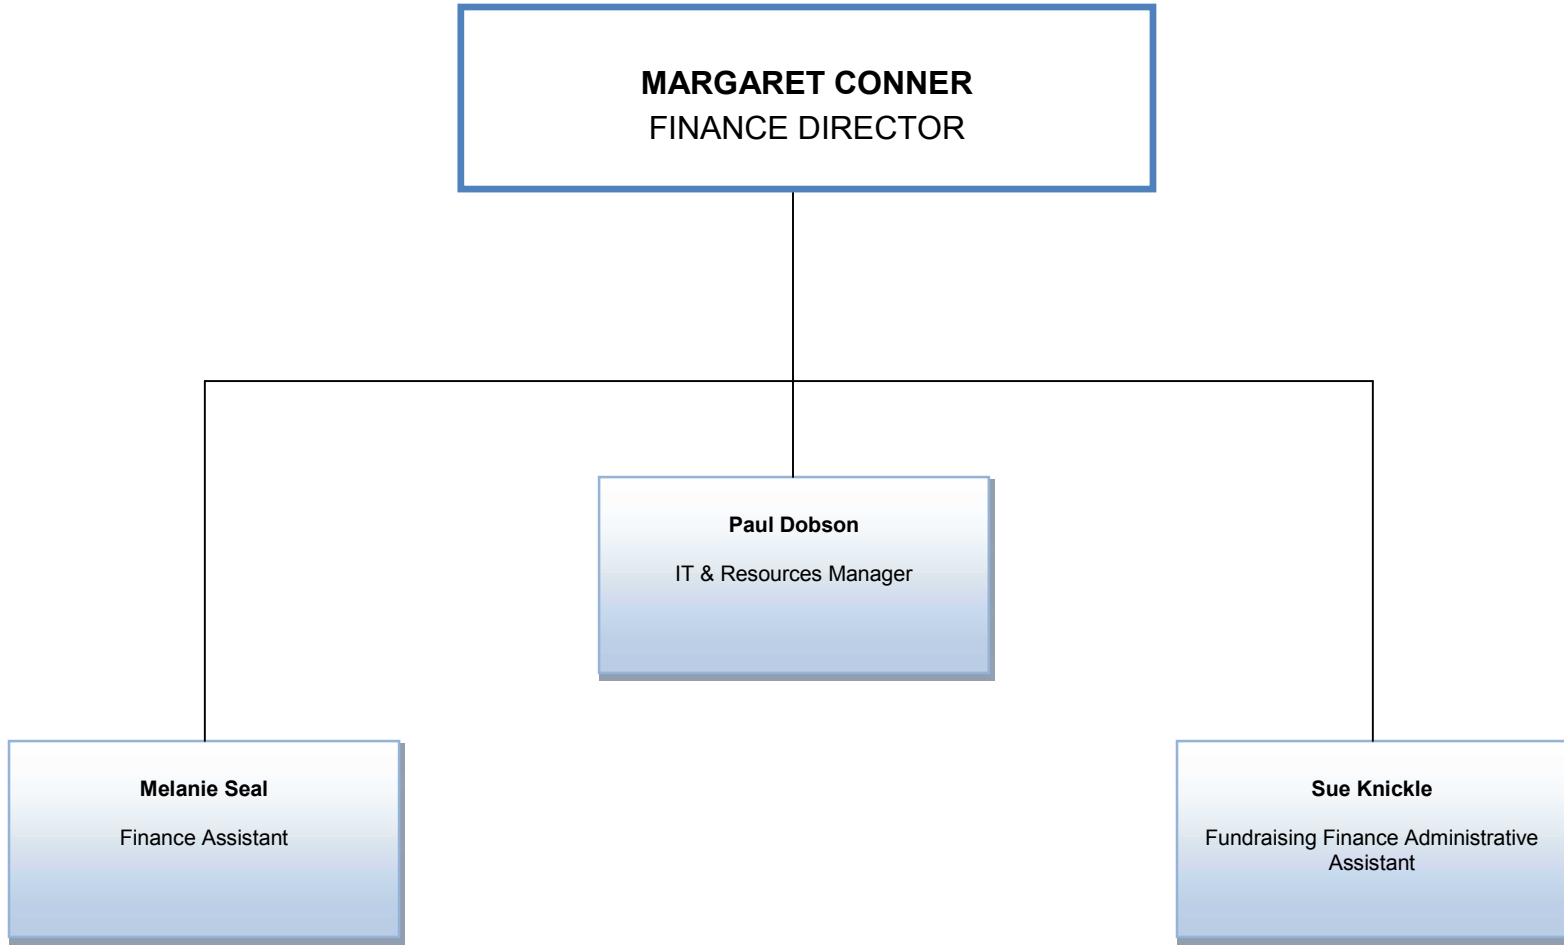 MARGARET CONNER
FINANCE DIRECTOR
Paul Dobson
IT & Resources Manager
Melanie Seal
Finance Assistant
Sue Knickle
Fundraising Finance Administrative
Assistant